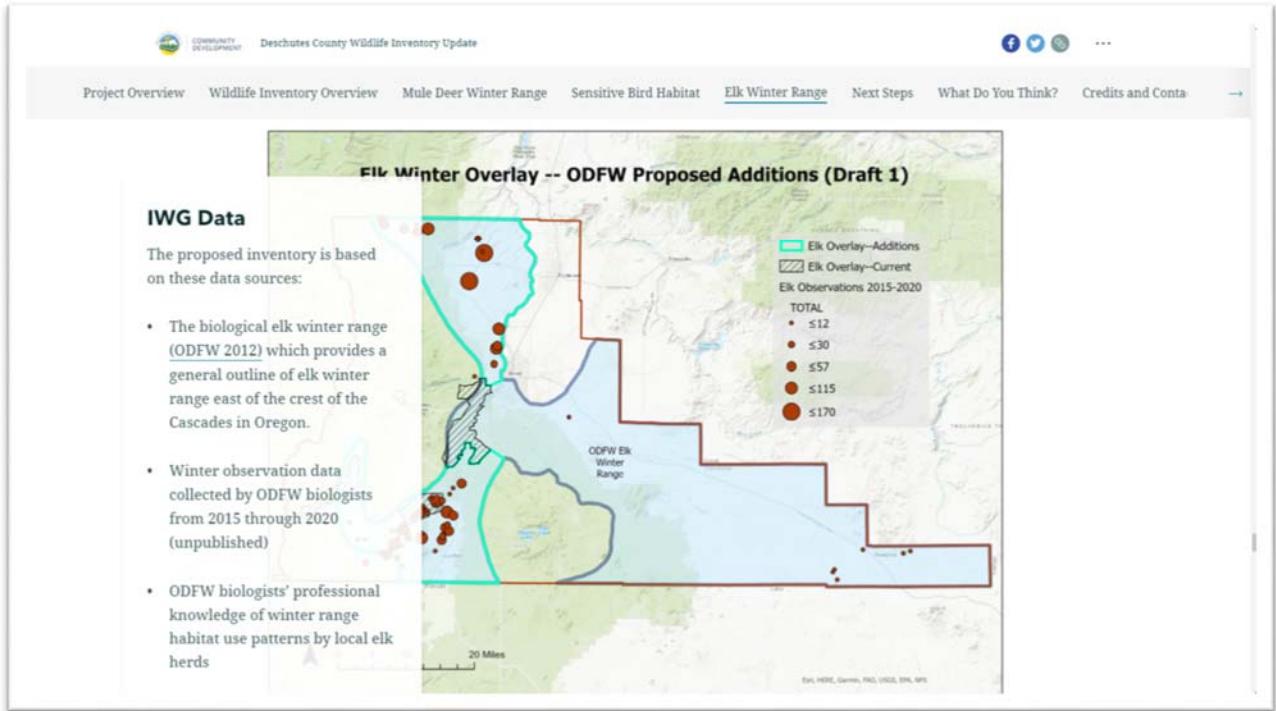 COMMUNITY
DEVELOPMENT
Deschutes County Wildlife Inventory Update
Project Overview Wildlife Inventory Overview Mule Deer Winter Range Sensitive Bird Habitat Elk Winter Range Next Steps What Do You Think? Credits and Conta
Elk Winter Overlay -- ODFW Proposed Additions (Draft 1)
IWG Data
The proposed inventory is based
on these data sources:
• The biological elk winter range
(ODFW 2012) which provides a
general outline of elk winter
range east of the crest of the
Cascades in Oregon.
• Winter observation data
collected by ODFW biologists
from 2015 through 2020
(unpublished)
• ODFW biologists’ professional
knowledge of winter range
habitat use patterns by local elk
herds
Elk Overlay--Additions
Elk Overlay--Current
Elk Observations 2015-2020
TOTAL
≤12
≤30
≤57
≤115
≤170
ODFW Elk
Winter
Range
20 Miles
Esri, HERE, Garmin, FAO, USGS, EPA, NPS